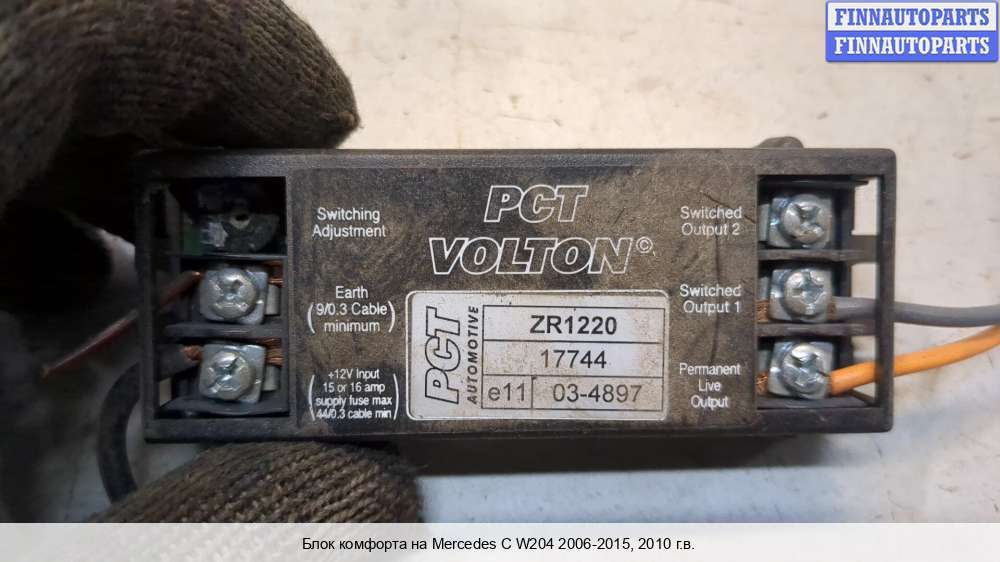 FINNAUTOPARTS
FINNAUTOPARTS
Switching
Adjustment
Earth
(9/0.3 Cable)
minimum
+12V Input
15 or 16 amp
supply fuse max
44/0.3 cable min
PCT
VOLTON©
PCT
AUTOMOTIVE
ZR1220
17744
e11 03-4897
Switched
Output 2
Switched
Output 1
Permanent
Live
Output
Блок комфорта на Mercedes C W204 2006-2015, 2010 г.в.